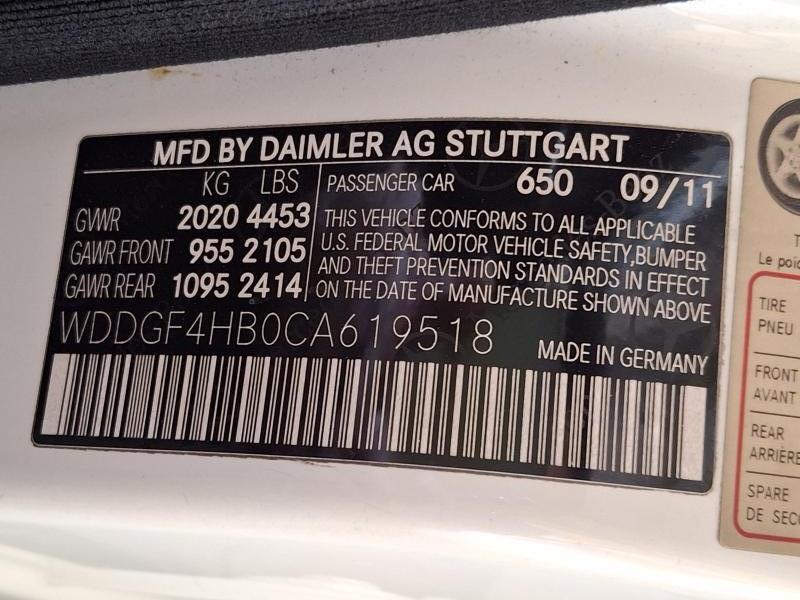 MFD BY DAIMLER AG STUTTGART
KG LBS
GVWR 2020 4453
GAWR FRONT 955 2105
GAWR REAR 1095 2414
PASSENGER CAR 650 09/11
THIS VEHICLE CONFORMS TO ALL APPLICABLE
U.S. FEDERAL MOTOR VEHICLE SAFETY,BUMPER
AND THEFT PREVENTION STANDARDS IN EFFECT
ON THE DATE OF MANUFACTURE SHOWN ABOVE
WDDGF4HB0CA619518
MADE IN GERMANY
Le
TIRE
PNEU
FRONT
AVANT
REAR
ARRIÈRE
SPARE
DE